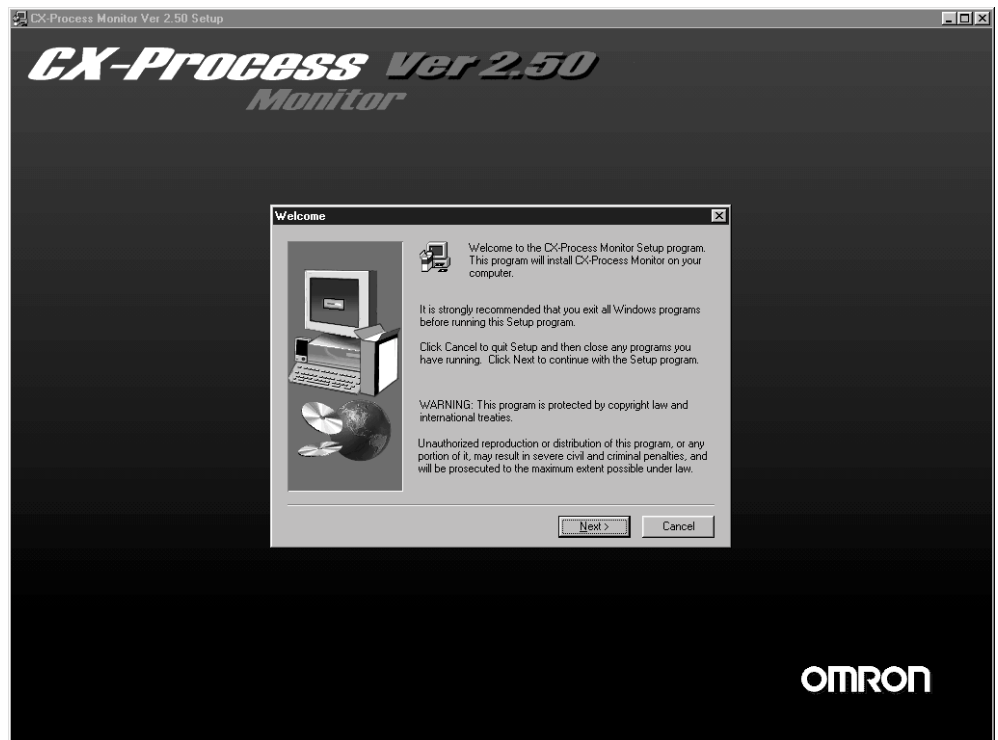 CX-Process Monitor Ver 2.50 Setup
CX-Process Ver 2.50
Monitor
Welcome
Welcome to the CX-Process Monitor Setup program.
This program will install CX-Process Monitor on your
computer.
It is strongly recommended that you exit all Windows programs
before running this Setup program.
Click Cancel to quit Setup and then close any programs you
have running. Click Next to continue with the Setup program.
WARNING: This program is protected by copyright law and
international treaties.
Unauthorized reproduction or distribution of this program, or any
portion of it, may result in severe civil and criminal penalties, and
will be prosecuted to the maximum extent possible under law.
Next >
Cancel
OMRON